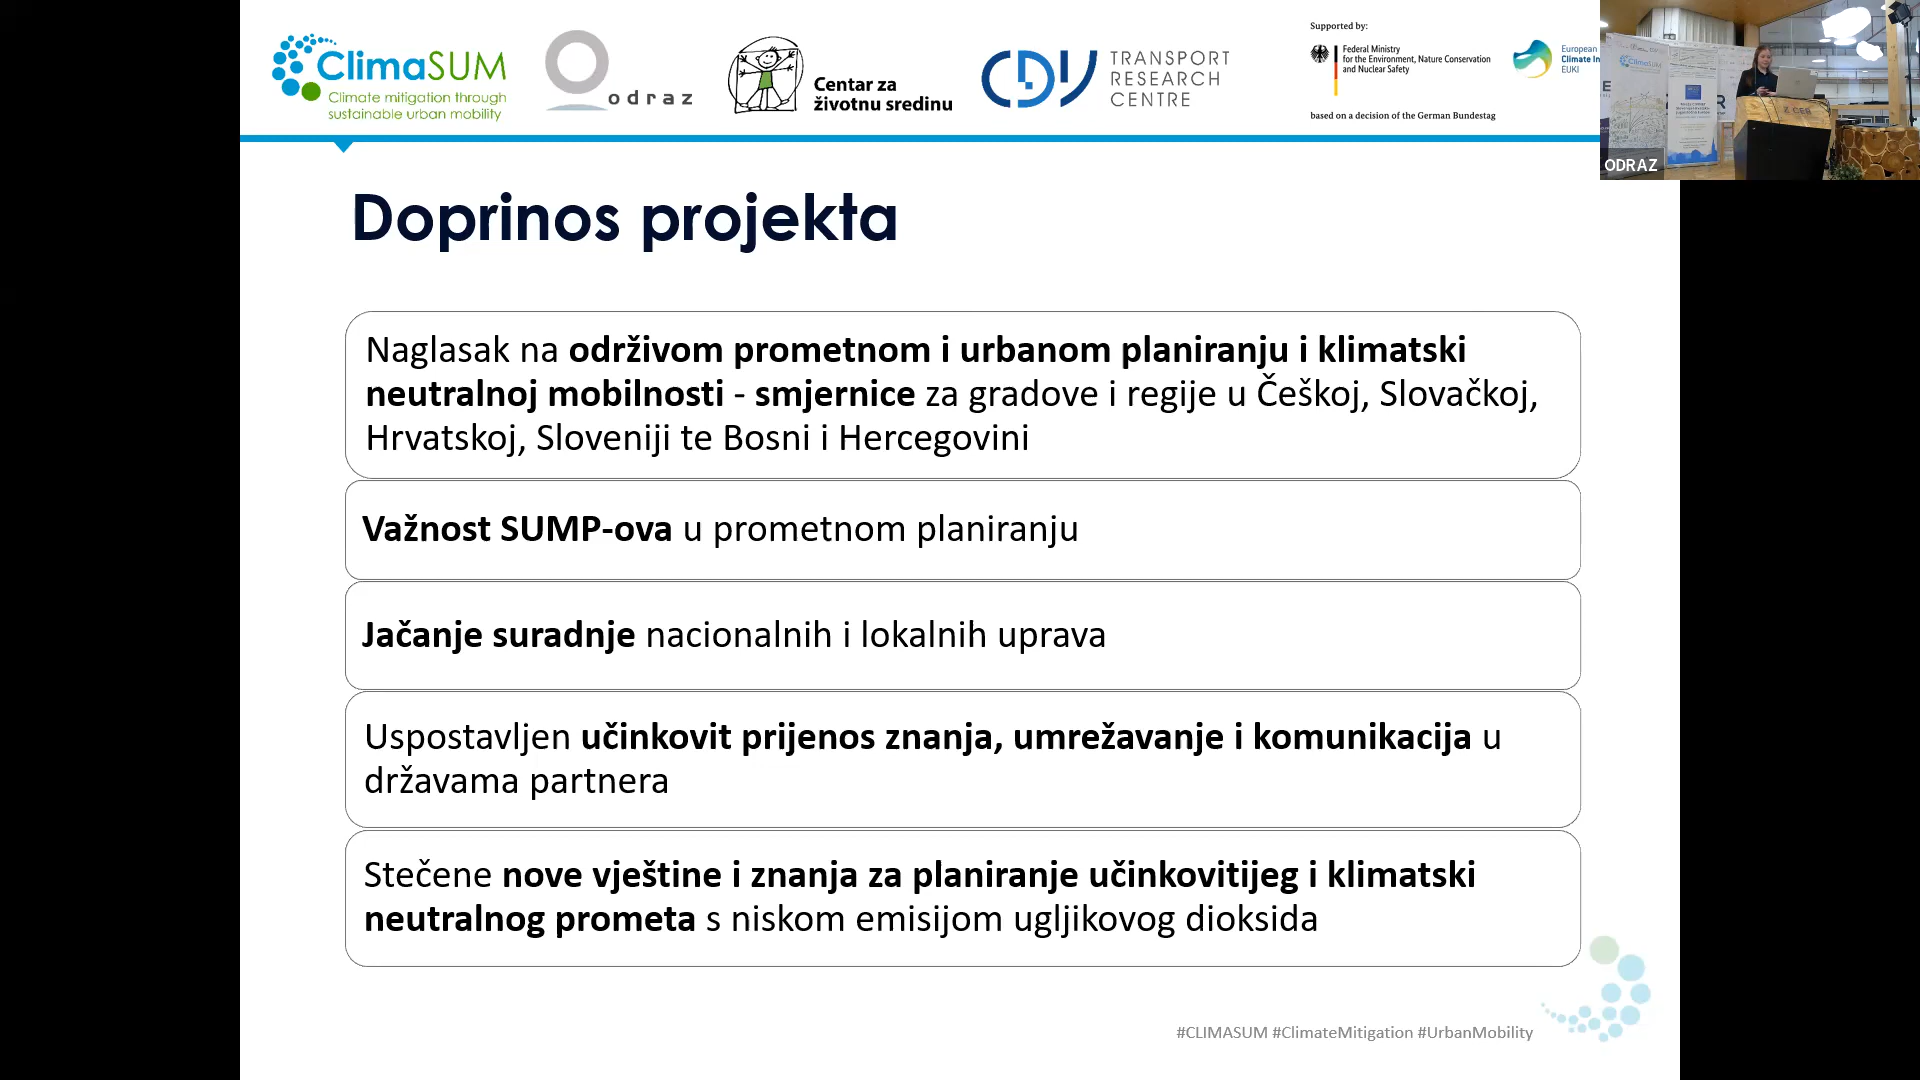 ClimaSUM
Climate mitigation through
sustainable urban mobility
odraz
Centar za
životnu sredinu
CDV
TRANSPORT
RESEARCH
CENTRE
Supported by:
Federal Ministry
for the Environment, Nature Conservation
and Nuclear Safety
based on a decision of the German Bundestag
European
Climate In
EUKI
ODRAZ
Doprinos projekta
Naglasak na održivom prometnom i urbanom planiranju i klimatski
neutralnoj mobilnosti - smjernice za gradove i regije u Češkoj, Slovačkoj,
Hrvatskoj, Sloveniji te Bosni i Hercegovini
Važnost SUMP-ova u prometnom planiranju
Jačanje suradnje nacionalnih i lokalnih uprava
Uspostavljen učinkovit prijenos znanja, umrežavanje i komunikacija u
državama partnera
Stečene nove vještine i znanja za planiranje učinkovitijeg i klimatski
neutralnog prometa s niskom emisijom ugljikovog dioksida
#CLIMASUM #ClimateMitigation #UrbanMobility